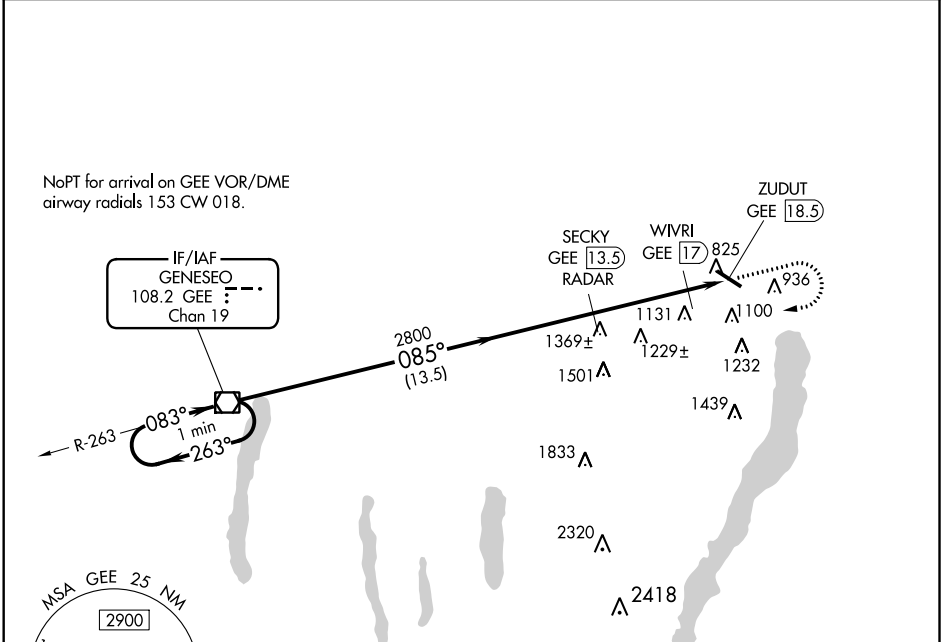 NoPT for arrival on GEE VOR/DME
airway radials 153 CW 018.
ZUDUT
GEE 18.5
SECKY
GEE 13.5
RADAR
WIVRI
GEE 17
825
936
IF/IAF
GENESEO
108.2 GEE
Chan 19
1131
1100
1369±
1229±
1232
2800
085°
(13.5)
1501
1439
083°
R-263
1 min
263°
1833
2320
2418
MSA GEE 25 NM
2900